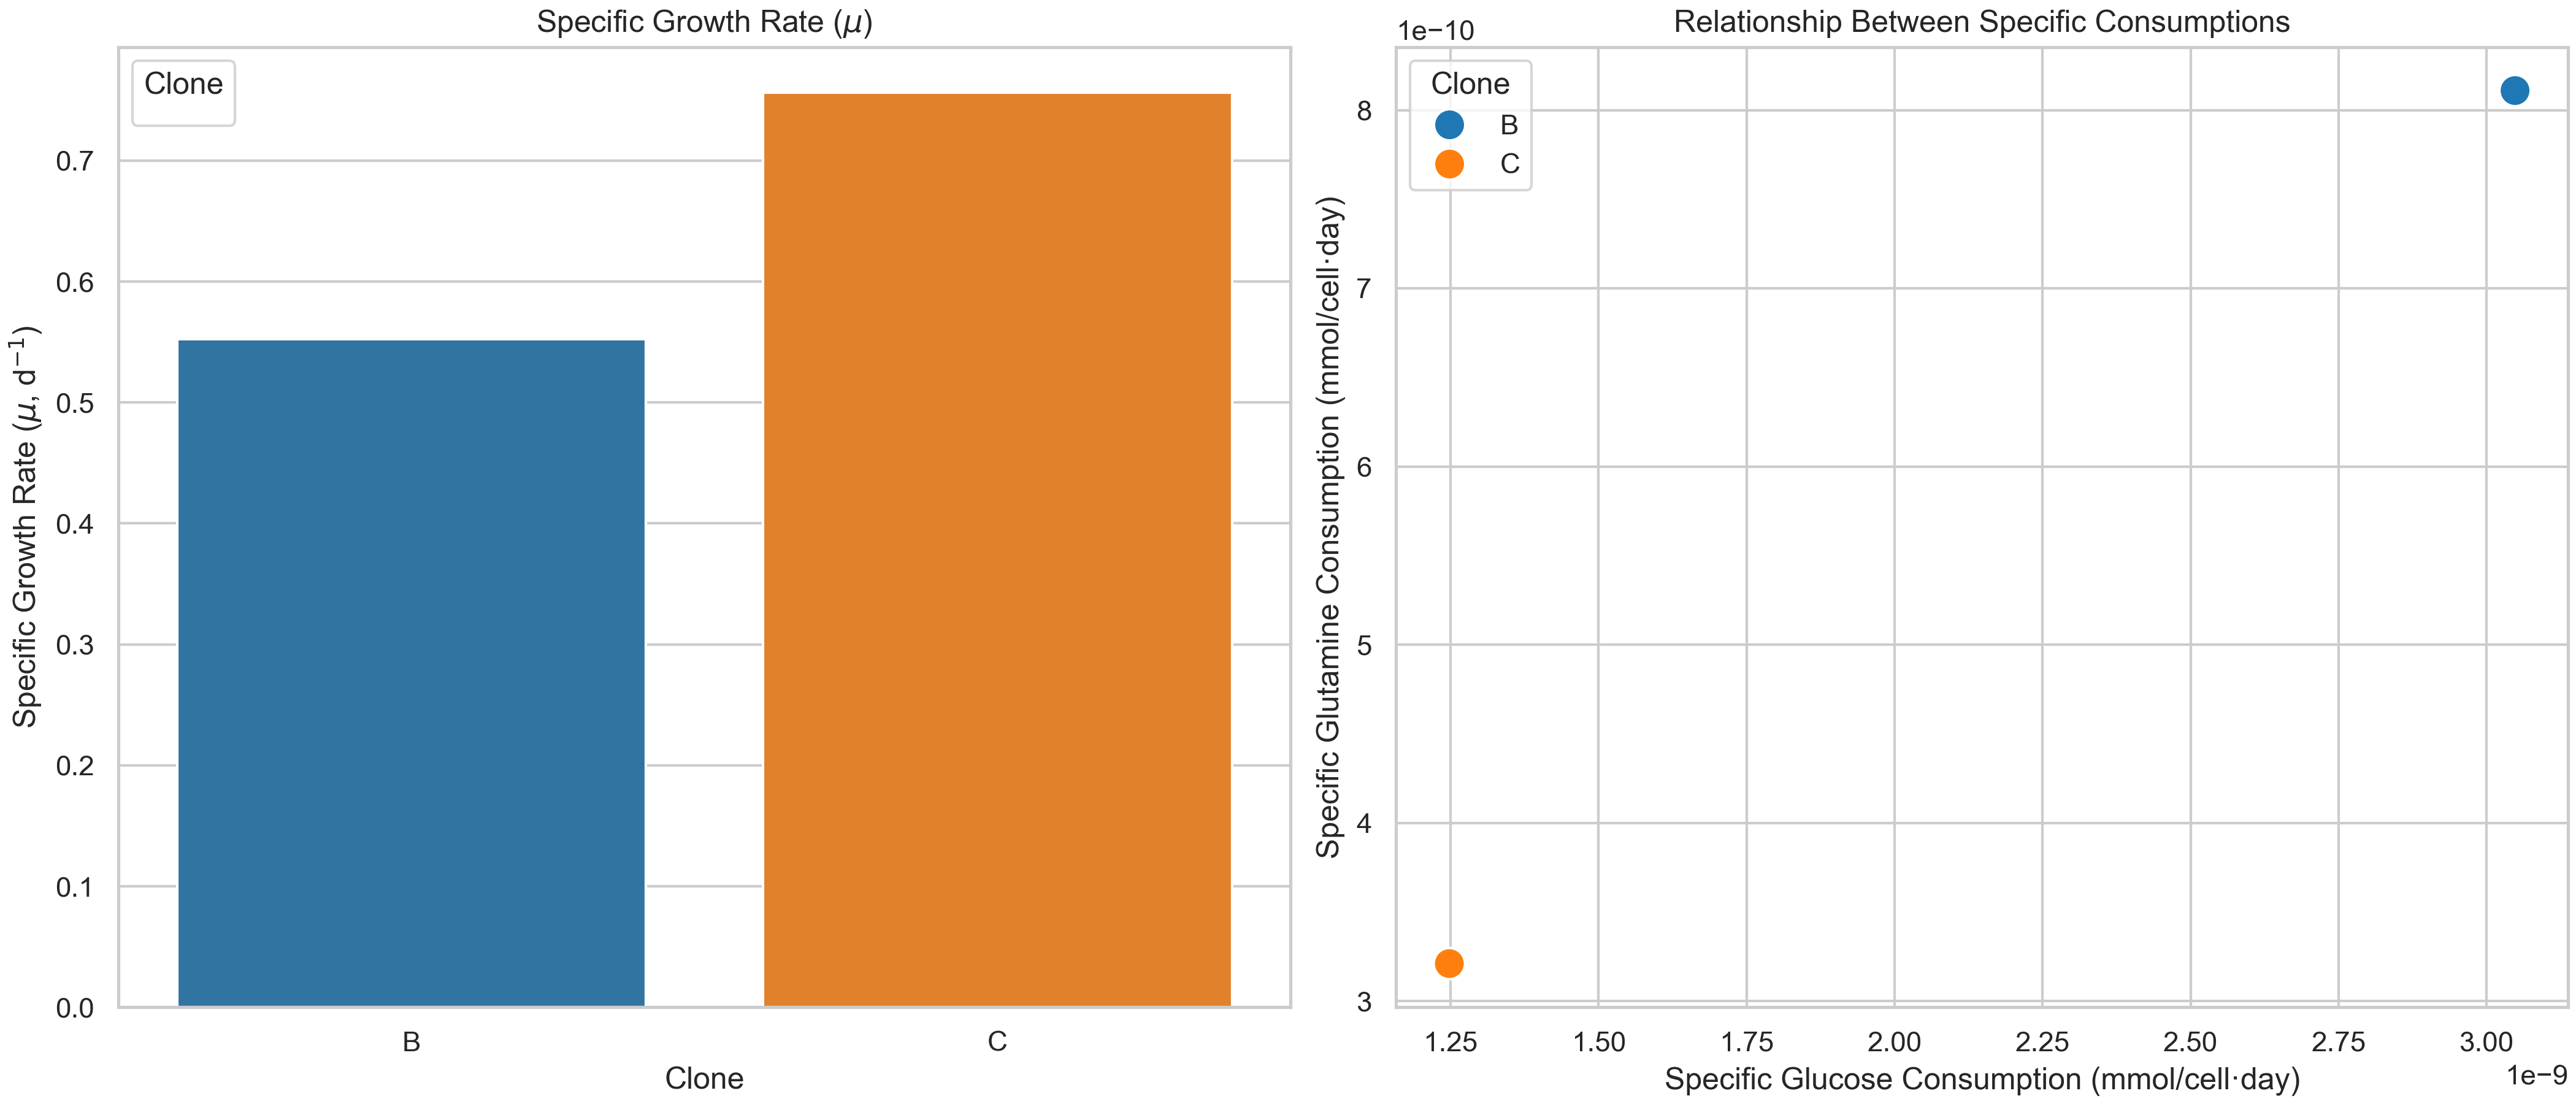 Specific Growth Rate (μ)
Clone
Specific Growth Rate (μ, d⁻¹)
0.7
0.6
0.5
0.4
0.3
0.2
0.1
0.0
B C
Clone
Relationship Between Specific Consumptions
1e−10
Clone
B
C
Specific Glutamine Consumption (mmol/cell·day)
8
7
6
5
4
3
1.25 1.50 1.75 2.00 2.25 2.50 2.75 3.00
Specific Glucose Consumption (mmol/cell·day)
1e−9